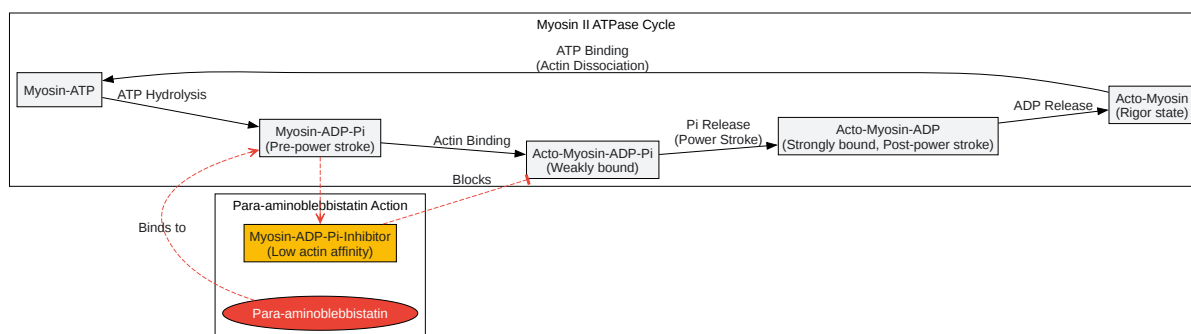 Myosin II ATPase Cycle
ATP Binding
(Actin Dissociation)
Myosin-ATP
ATP Hydrolysis
Myosin-ADP-Pi
(Pre-power stroke)
Actin Binding
Acto-Myosin-ADP-Pi
(Weakly bound)
Pi Release
(Power Stroke)
Acto-Myosin-ADP
(Strongly bound, Post-power stroke)
ADP Release
Acto-Myosin
(Rigor state)
Blocks
Binds to
Para-aminoblebbistatin Action
Myosin-ADP-Pi-Inhibitor
(Low actin affinity)
Para-aminoblebbistatin